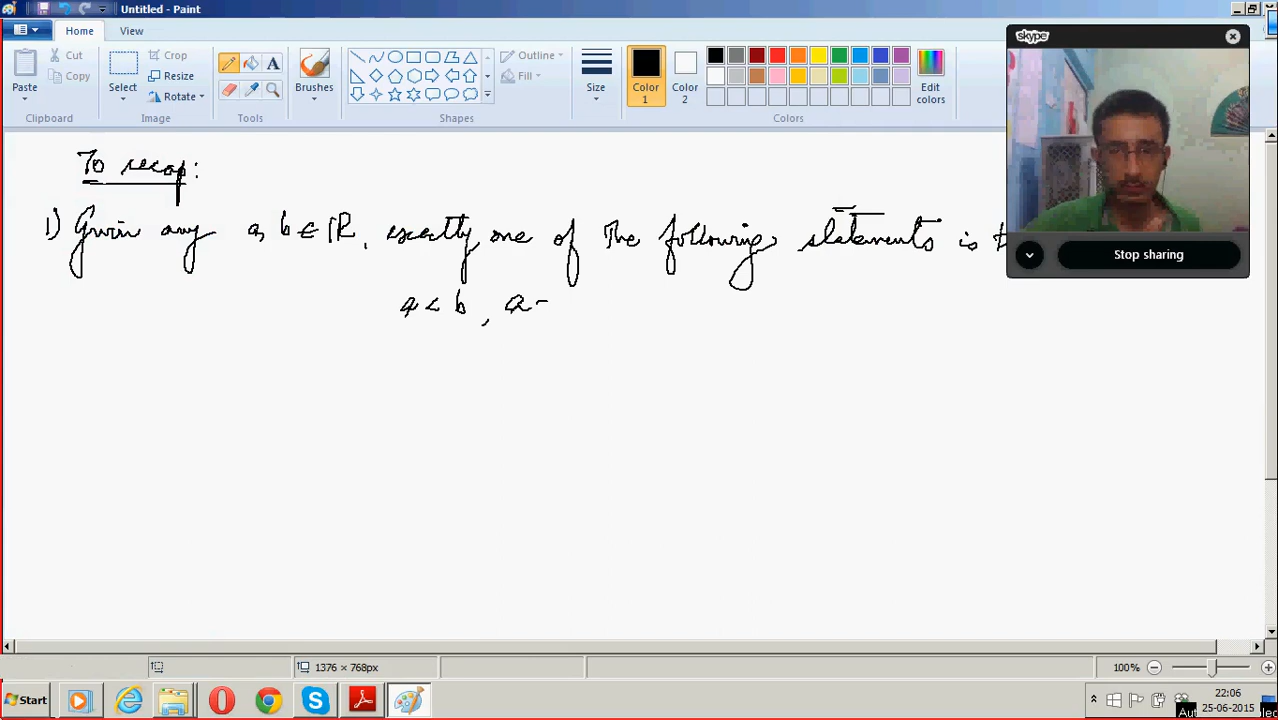 Untitled - Paint
Home View
Paste Cut Copy Clipboard
Select Crop Resize Rotate Image
Tools
Brushes
Shapes
Outline Fill
Size
Color 1 Color 2 Edit colors Colors
skype
Stop sharing
To recap:
1) Given any a, b ∈ ℝ, exactly one of the following statements is t
a < b , a -
1376 × 768px
100%
Start
22:06
25-06-2015